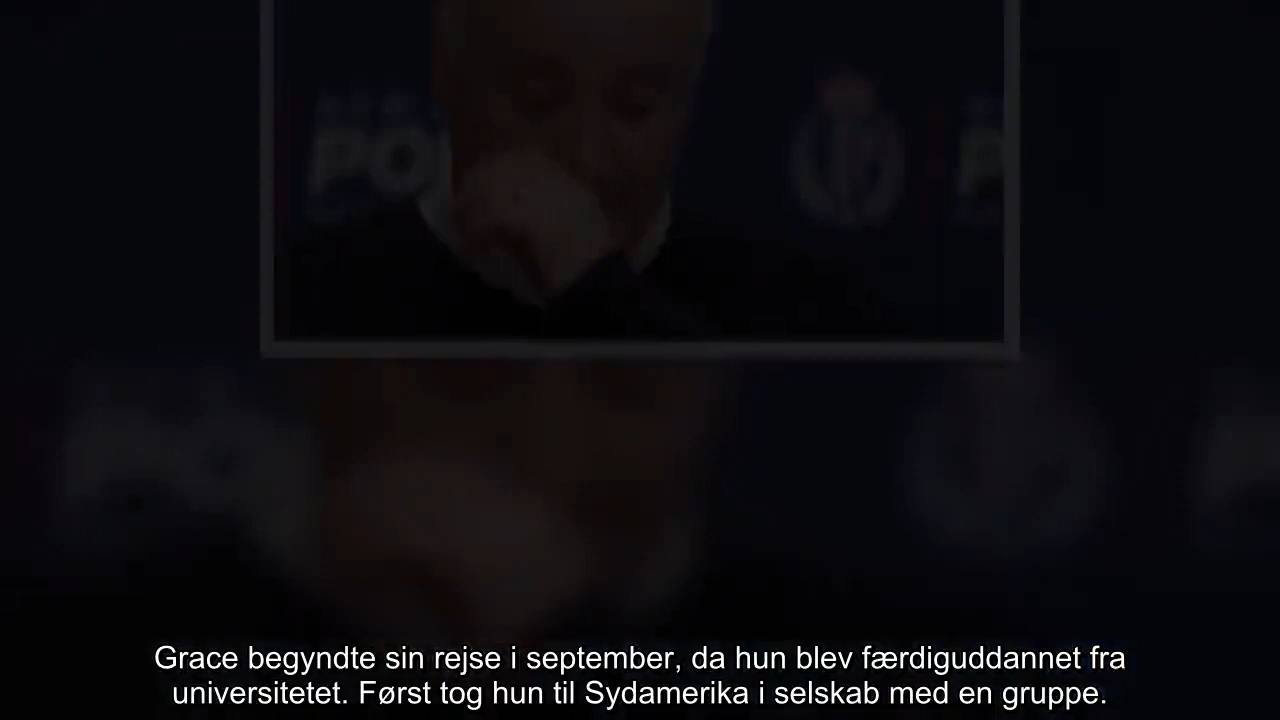 PO
P
Grace begyndte sin rejse i september, da hun blev færdiguddannet fra
universitetet. Først tog hun til Sydamerika i selskab med en gruppe.